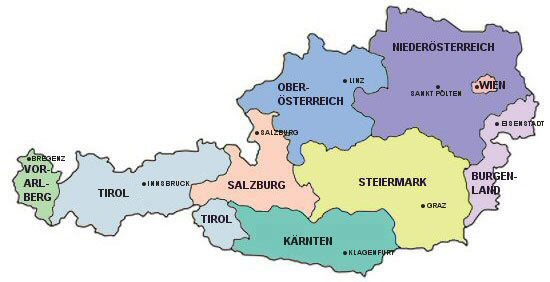 NIEDERÖSTERREICH
LINZ
OBER-
ÖSTERREICH
WIEN
SANKT PÖLTEN
EISENSTADT
SALZBURG
BREGENZ
VOR-
ARL-
BERG
TIROL
INNSBRUCK
SALZBURG
STEIERMARK
BURGEN-
LAND
GRAZ
TIROL
KÄRNTEN
KLAGENFURT